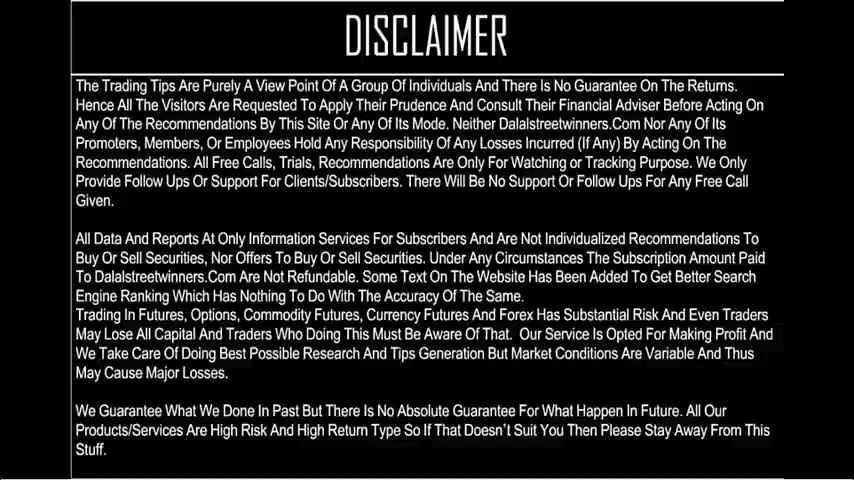 DISCLAIMER
The Trading Tips Are Purely A View Point Of A Group Of Individuals And There Is No Guarantee On The Returns.
Hence All The Visitors Are Requested To Apply Their Prudence And Consult Their Financial Adviser Before Acting On
Any Of The Recommendations By This Site Or Any Of Its Mode. Neither Dalalstreetwinners.Com Nor Any Of Its
Promoters, Members, Or Employees Hold Any Responsibility Of Any Losses Incurred (If Any) By Acting On The
Recommendations. All Free Calls, Trials, Recommendations Are Only For Watching or Tracking Purpose. We Only
Provide Follow Ups Or Support For Clients/Subscribers. There Will Be No Support Or Follow Ups For Any Free Call
Given.
All Data And Reports At Only Information Services For Subscribers And Are Not Individualized Recommendations To
Buy Or Sell Securities, Nor Offers To Buy Or Sell Securities. Under Any Circumstances The Subscription Amount Paid
To Dalalstreetwinners.Com Are Not Refundable. Some Text On The Website Has Been Added To Get Better Search
Engine Ranking Which Has Nothing To Do With The Accuracy Of The Same.
Trading In Futures, Options, Commodity Futures, Currency Futures And Forex Has Substantial Risk And Even Traders
May Lose All Capital And Traders Who Doing This Must Be Aware Of That. Our Service Is Opted For Making Profit And
We Take Care Of Doing Best Possible Research And Tips Generation But Market Conditions Are Variable And Thus
May Cause Major Losses.
We Guarantee What We Done In Past But There Is No Absolute Guarantee For What Happen In Future. All Our
Products/Services Are High Risk And High Return Type So If That Doesn't Suit You Then Please Stay Away From This
Stuff.